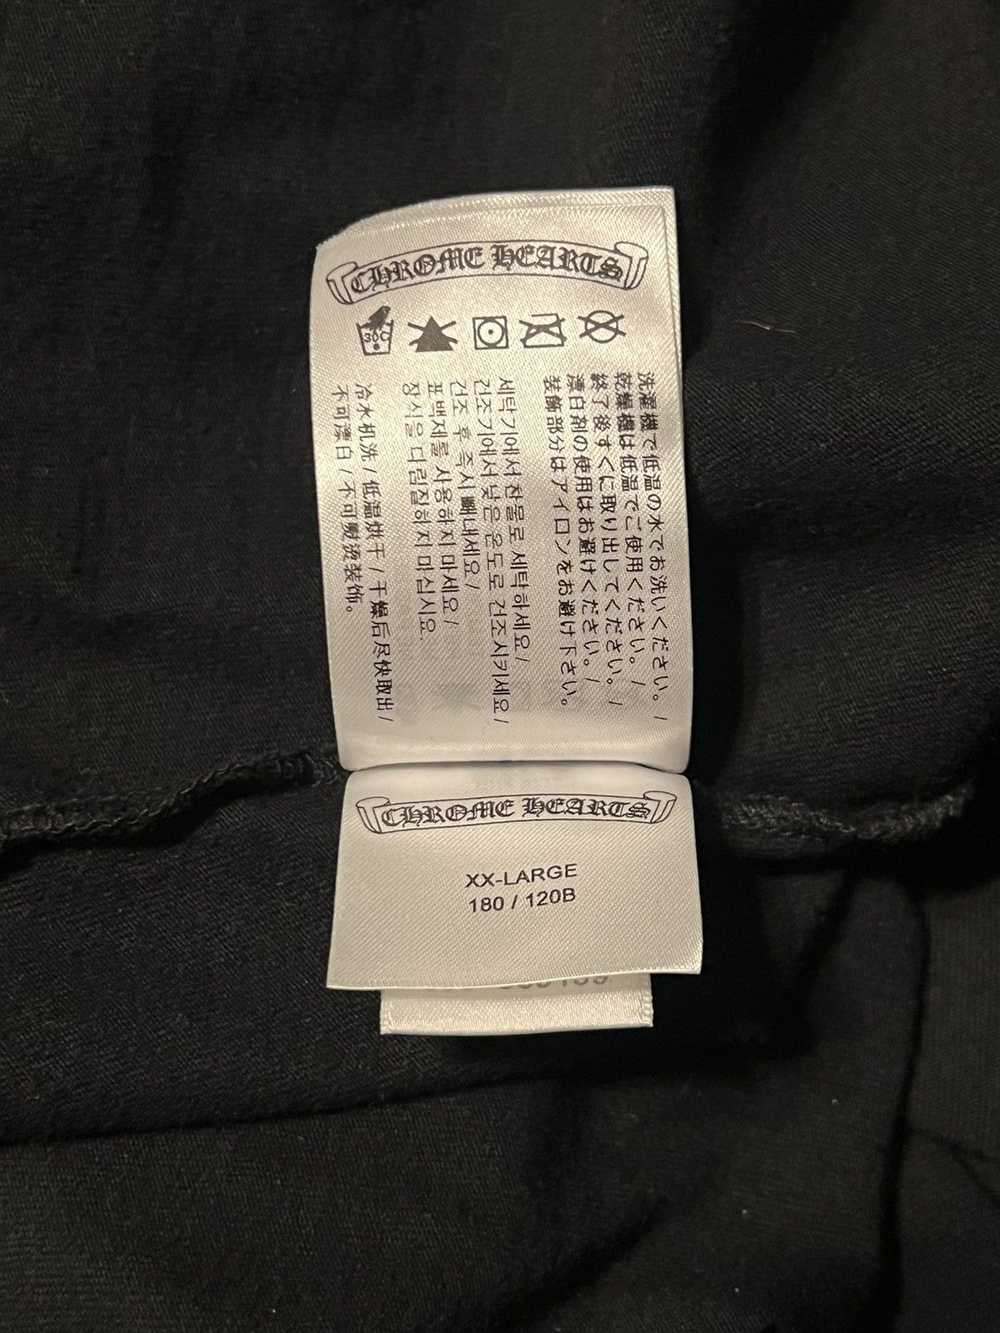 CHROME HEARTS
30C
洗濯機で低温の水でお洗いください。/
乾燥機は低温でご使用ください。/
終了後すぐに取り出してください。/
漂白剤の使用はお避けください。/
装飾部分はアイロンをお避け下さい。
세탁기에서 찬물로 세탁하세요/
건조기에서 낮은 온도로 건조시키세요/
건조 후 즉시 빼내세요/
표백제를 사용하지 마세요/
장식은 다림질하지 마십시요.
冷水机洗/低温烘干/干燥后尽快取出/
不可漂白/不可熨烫装饰。
CHROME HEARTS
XX-LARGE
180 / 120B